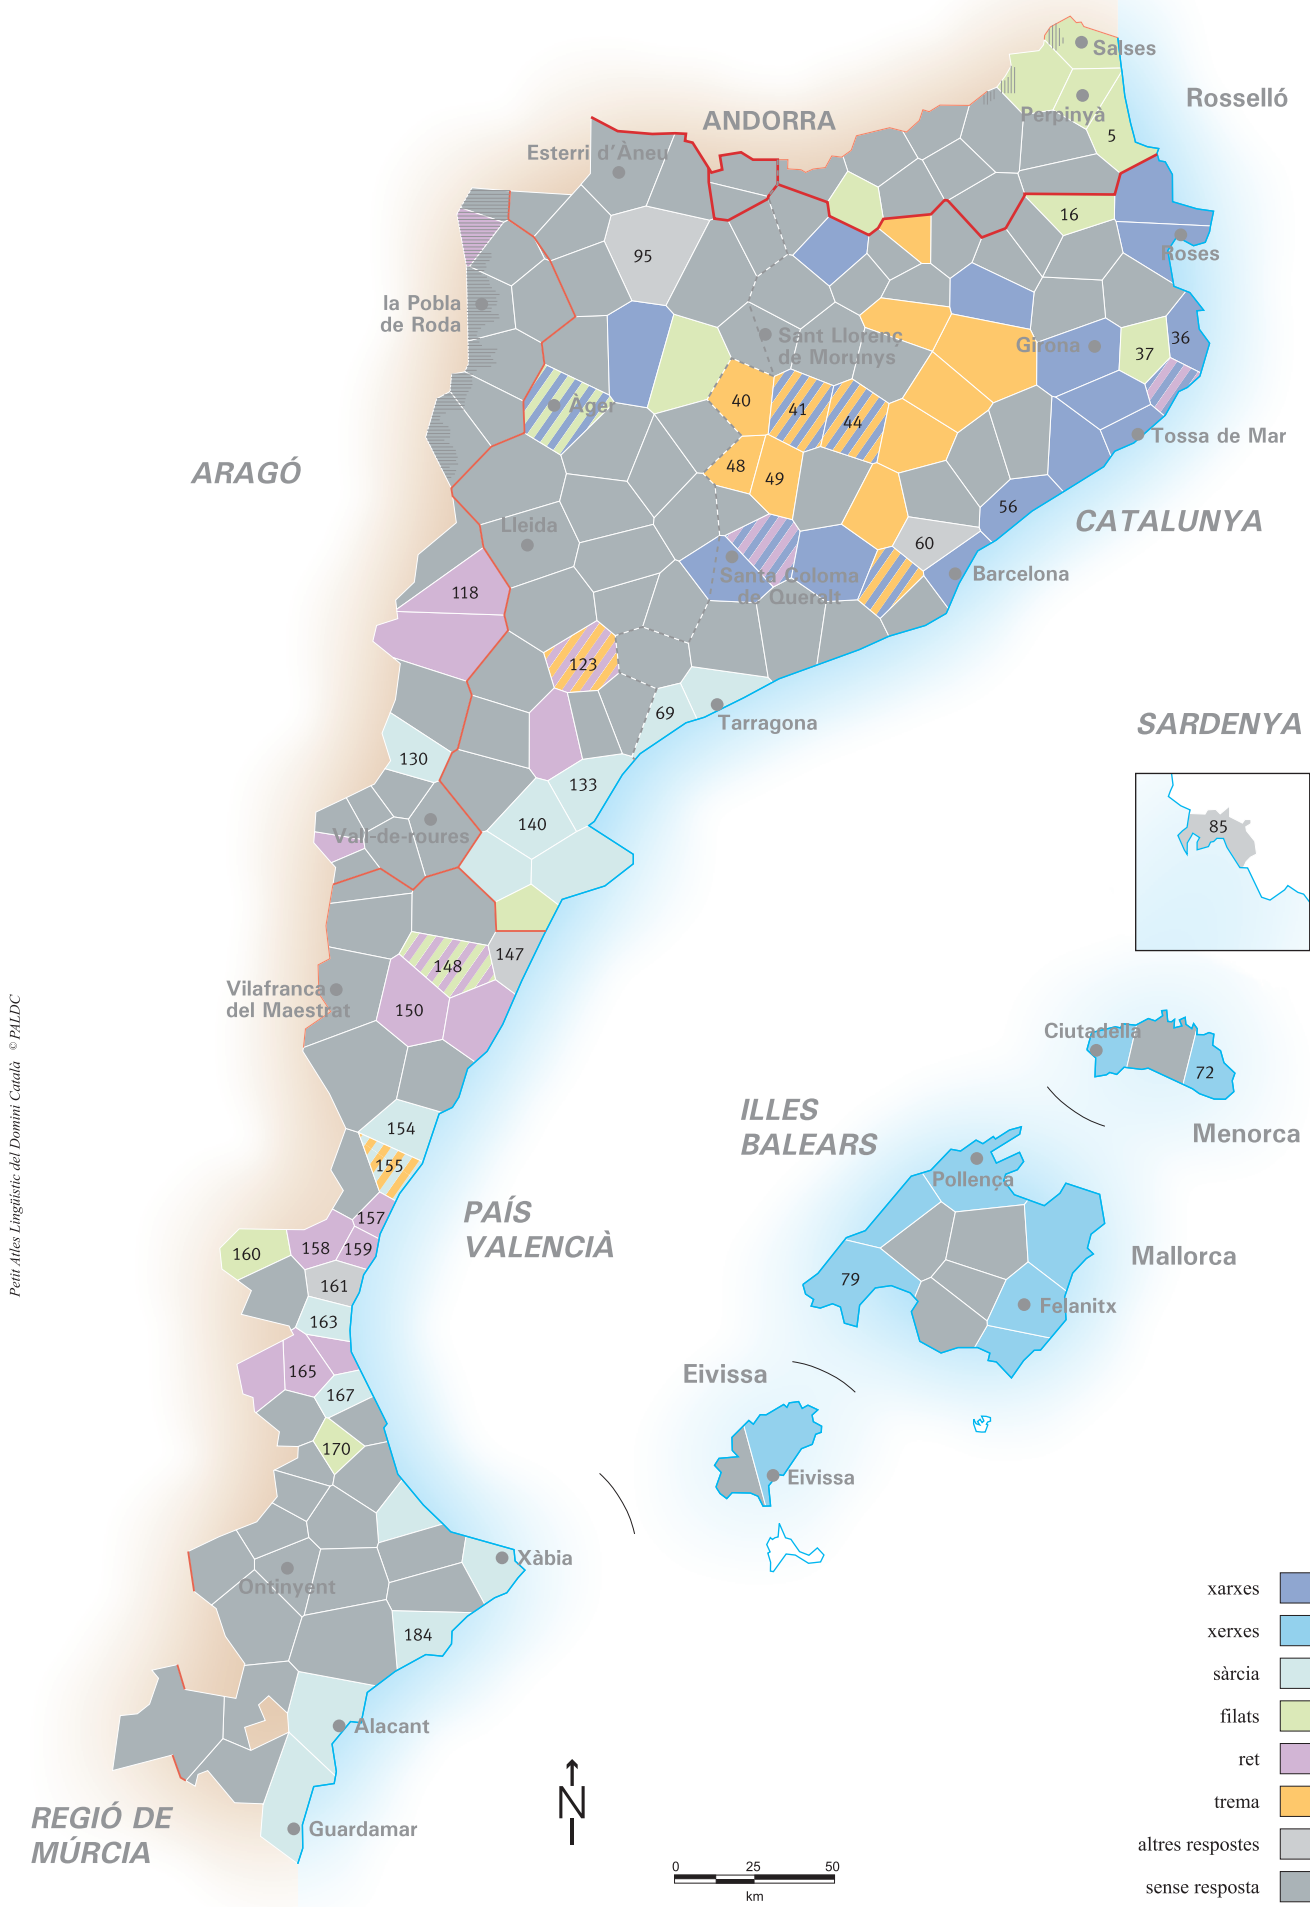 Salses
Rosselló
Perpinyà
5
ANDORRA
Esterri d'Àneu
16
Roses
95
la Pobla
de Roda
Sant Llorenç
de Morunys
Girona
36
37
40
41
44
Àger
Tossa de Mar
ARAGÓ
48
49
56
CATALUNYA
Lleida
60
Santa Coloma
de Queralt
Barcelona
118
123
69
Tarragona
SARDENYA
130
133
85
140
Vall-de-roures
147
148
Vilafranca
del Maestrat
150
Ciutadella
72
Menorca
ILLES
BALEARS
154
155
Pollença
157
158
159
160
PAÍS
VALENCIÀ
161
163
79
Mallorca
Felanitx
165
167
Eivissa
170
Eivissa
Xàbia
Ontinyent
184
Alacant
Guardamar
REGIÓ DE
MÚRCIA
N
0 25 50
km
xarxes
xerxes
sàrcia
filats
ret
trema
altres respostes
sense resposta
Petit Atles Lingüístic del Domini Català © PALDC